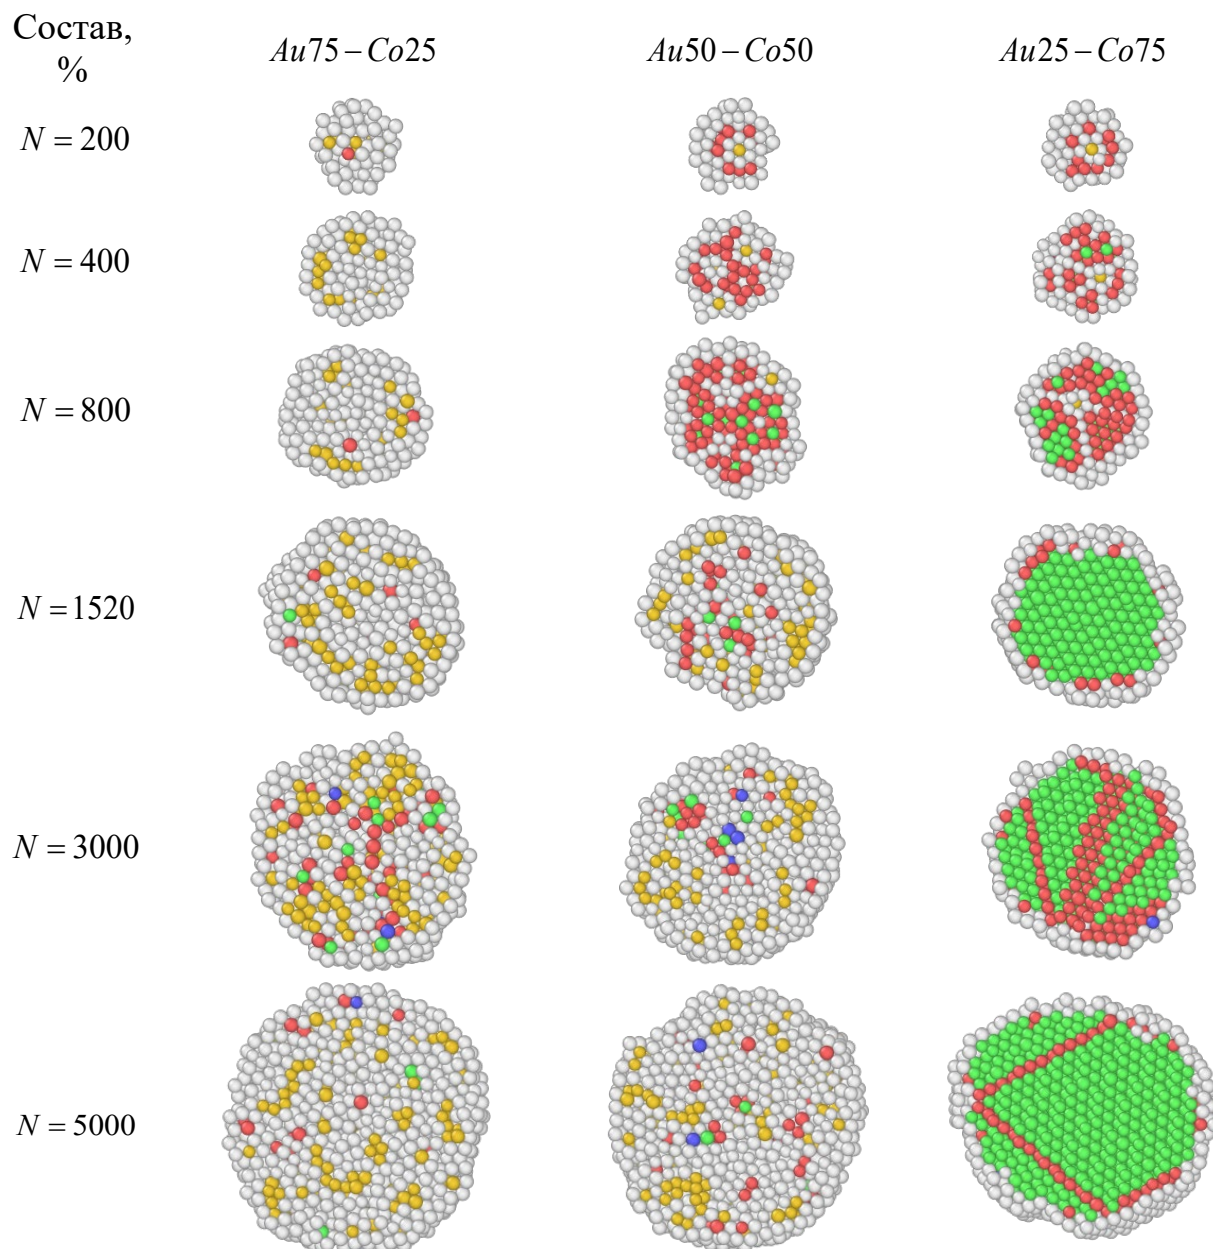 Состав,
%
Au75 – Co25
Au50 – Co50
Au25 – Co75
N = 200
N = 400
N = 800
N = 1520
N = 3000
N = 5000